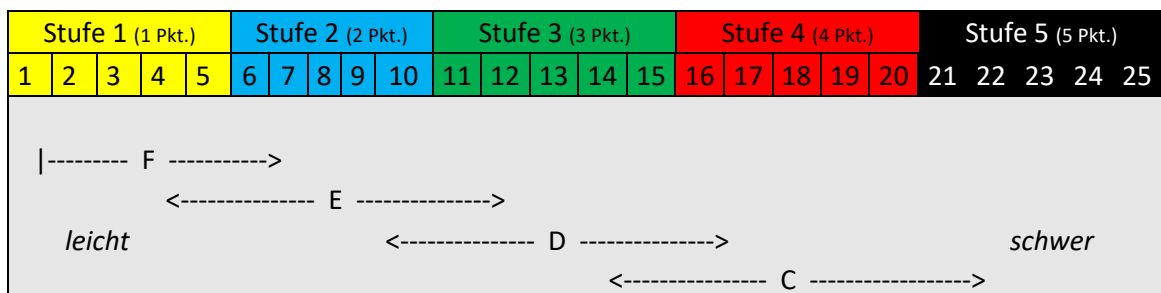 Stufe 1 (1 Pkt.) Stufe 2 (2 Pkt.) Stufe 3 (3 Pkt.) Stufe 4 (4 Pkt.) Stufe 5 (5 Pkt.)
1 2 3 4 5 6 7 8 9 10 11 12 13 14 15 16 17 18 19 20 21 22 23 24 25
|--------- F ----------->
<--------------- E --------------->
leicht <--------------- D ---------------> schwer
<---------------- C ------------------>